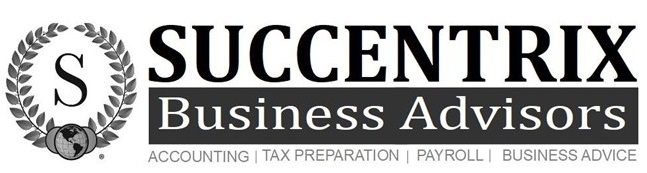 S
®
SUCCENTRIX
Business Advisors
ACCOUNTING | TAX PREPARATION | PAYROLL | BUSINESS ADVICE